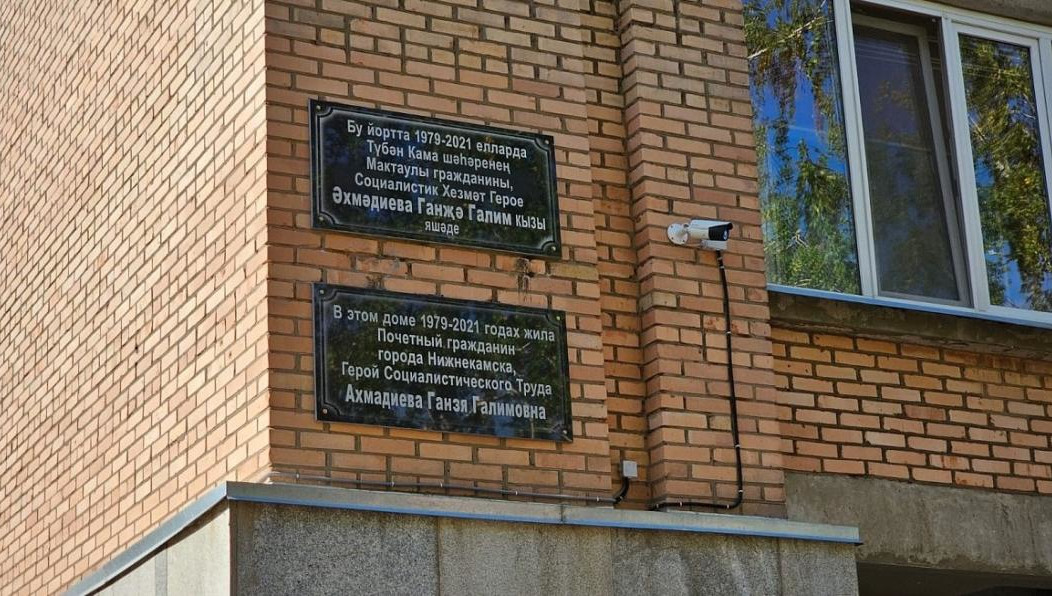 Бу йортта 1979-2021 елларда
Түбән Кама шәһәренең
Мактаулы гражданины,
Социалистик Хезмәт Герое
Әхмәдиева Ганҗә Галим кызы
яшәде
В этом доме 1979-2021 годах жила
Почетный гражданин
города Нижнекамска,
Герой Социалистического Труда
Ахмадиева Ганзя Галимовна